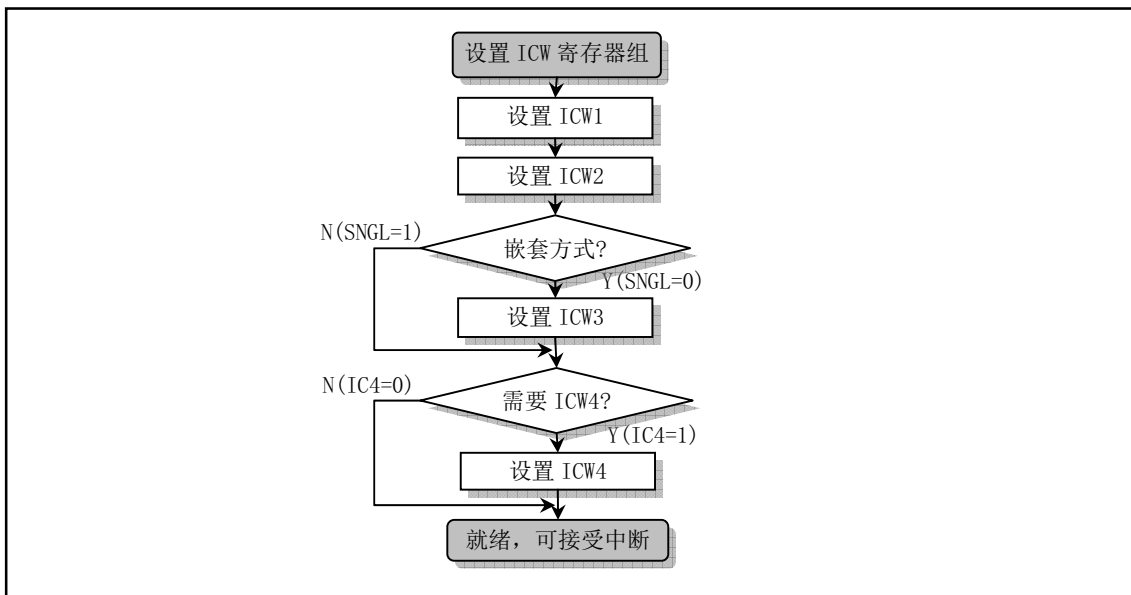 设置 ICW 寄存器组
设置 ICW1
设置 ICW2
N(SNGL=1)
嵌套方式?
Y(SNGL=0)
设置 ICW3
N(IC4=0)
需要 ICW4?
Y(IC4=1)
设置 ICW4
就绪，可接受中断